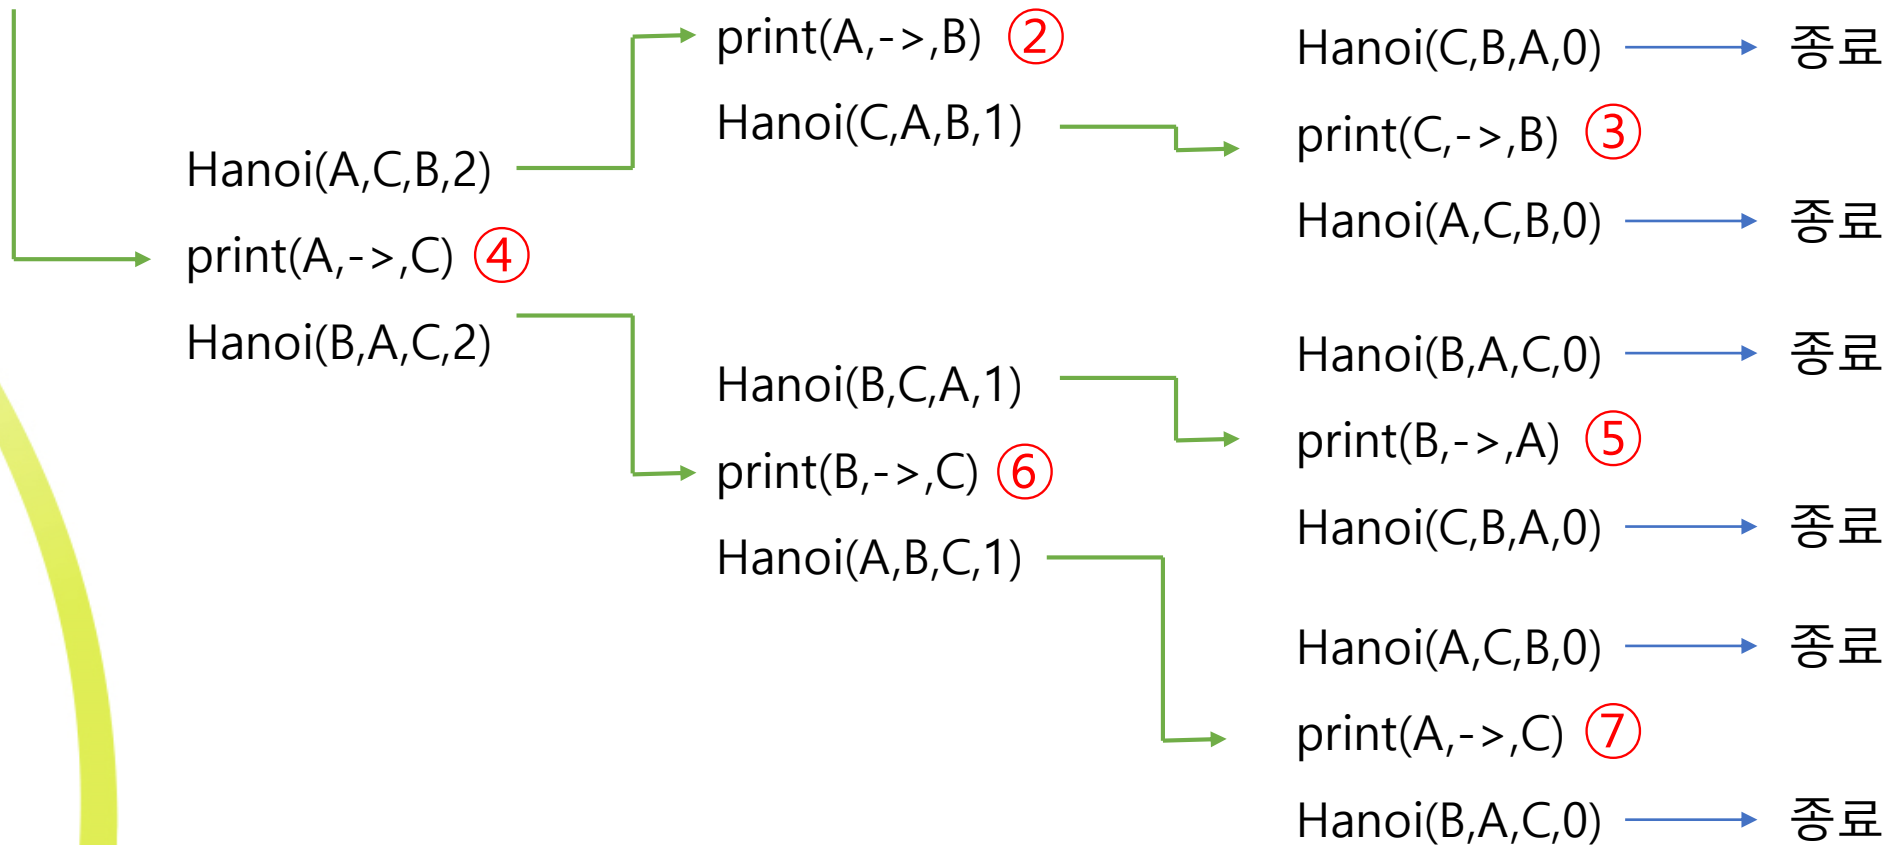 Hanoi(A,C,B,2)
print(A,->,C) ④
Hanoi(B,A,C,2)
print(A,->,B) ②
Hanoi(C,A,B,1)
Hanoi(B,C,A,1)
print(B,->,C) ⑥
Hanoi(A,B,C,1)
Hanoi(C,B,A,0) 종료
print(C,->,B) ③
Hanoi(A,C,B,0) 종료
Hanoi(B,A,C,0) 종료
print(B,->,A) ⑤
Hanoi(C,B,A,0) 종료
Hanoi(A,C,B,0) 종료
print(A,->,C) ⑦
Hanoi(B,A,C,0) 종료